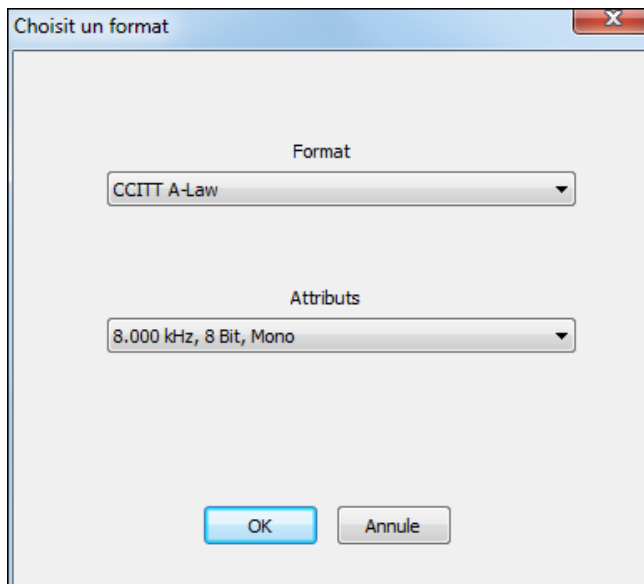 Choisit un format
Format
CCITT A-Law
Attributs
8.000 kHz, 8 Bit, Mono
OK
Annule